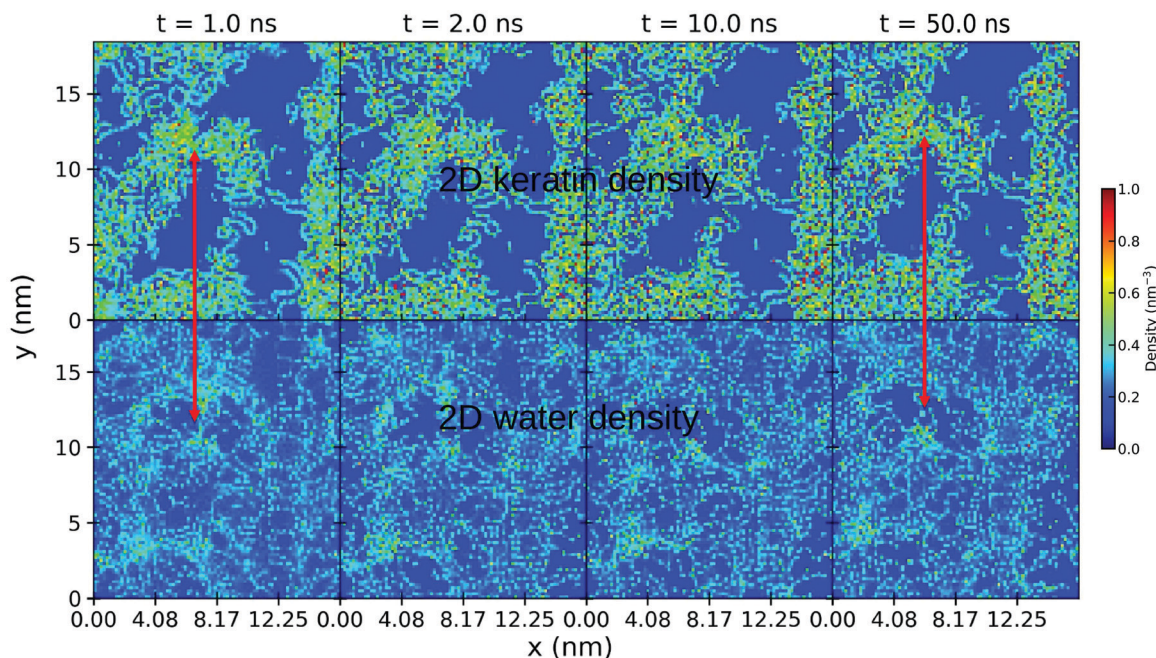 t = 1.0 ns t = 2.0 ns t = 10.0 ns t = 50.0 ns
15
10
5
0
2D keratin density
15
10
5
0
2D water density
y (nm)
0.00 4.08 8.17 12.25 0.00 4.08 8.17 12.25 0.00 4.08 8.17 12.25 0.00 4.08 8.17 12.25
x (nm)
1.0
0.8
0.6
0.4
0.2
0.0
Density (nm⁻³)